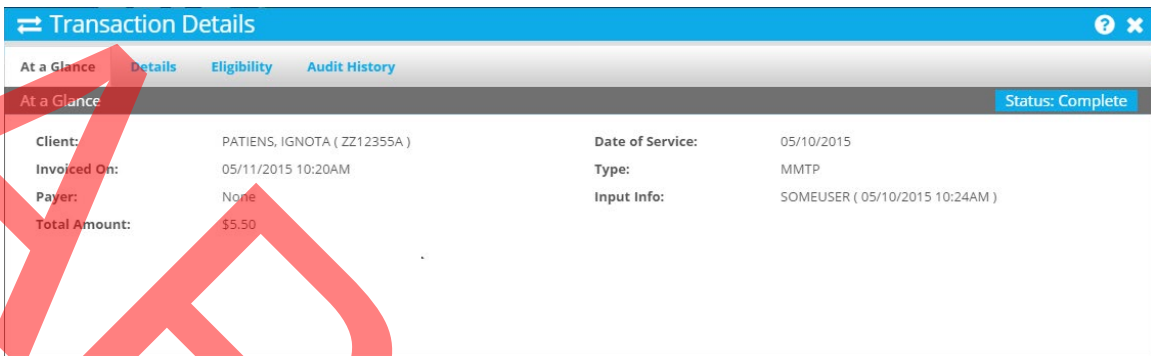 Transaction Details
At a Glance Details Eligibility Audit History
At a Glance Status: Complete
Client: PATIENS, IGNOTA ( ZZ12355A ) Date of Service: 05/10/2015
Invoiced On: 05/11/2015 10:20AM Type: MMTP
Payer: None Input Info: SOMEUSER ( 05/10/2015 10:24AM )
Total Amount: $5.50